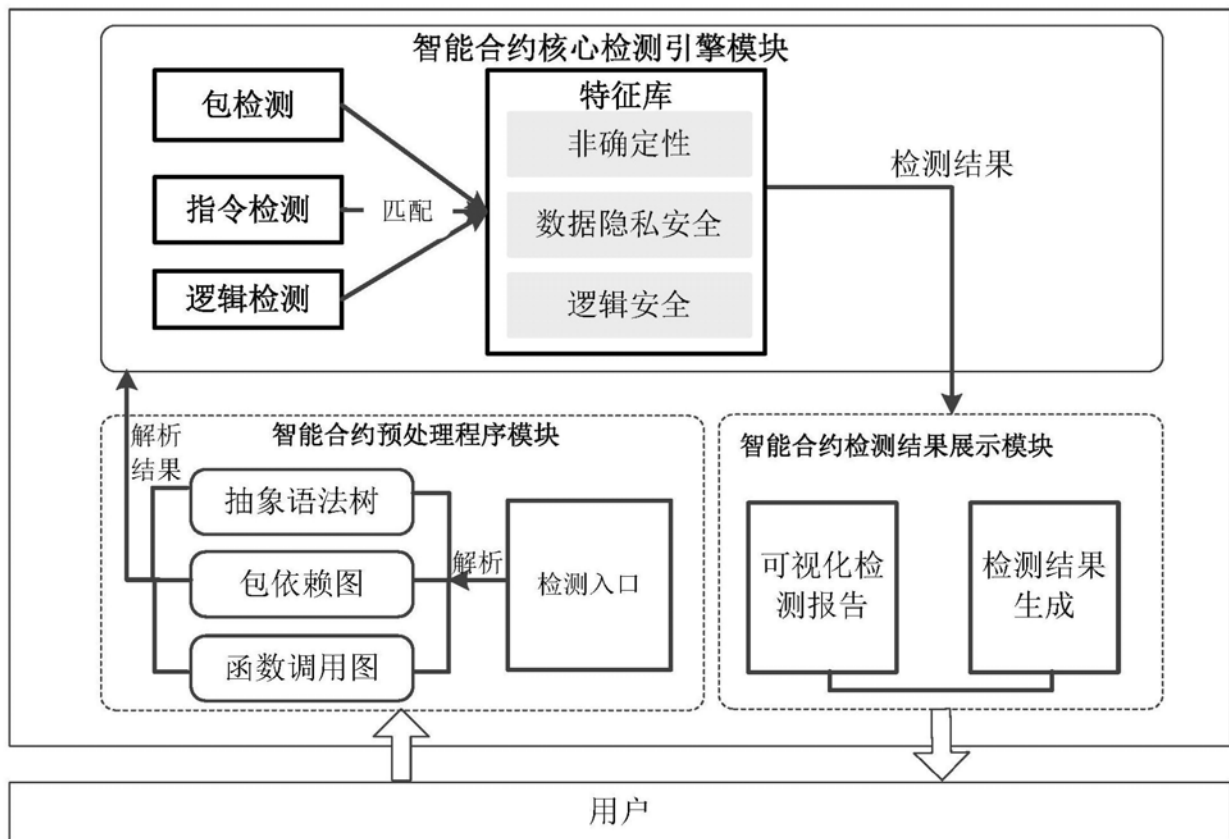 智能合约核心检测引擎模块
包检测
指令检测
逻辑检测
匹配
特征库
非确定性
数据隐私安全
逻辑安全
检测结果
解析
结果
智能合约预处理程序模块
抽象语法树
包依赖图
函数调用图
解析
检测入口
智能合约检测结果展示模块
可视化检
测报告
检测结果
生成
用户